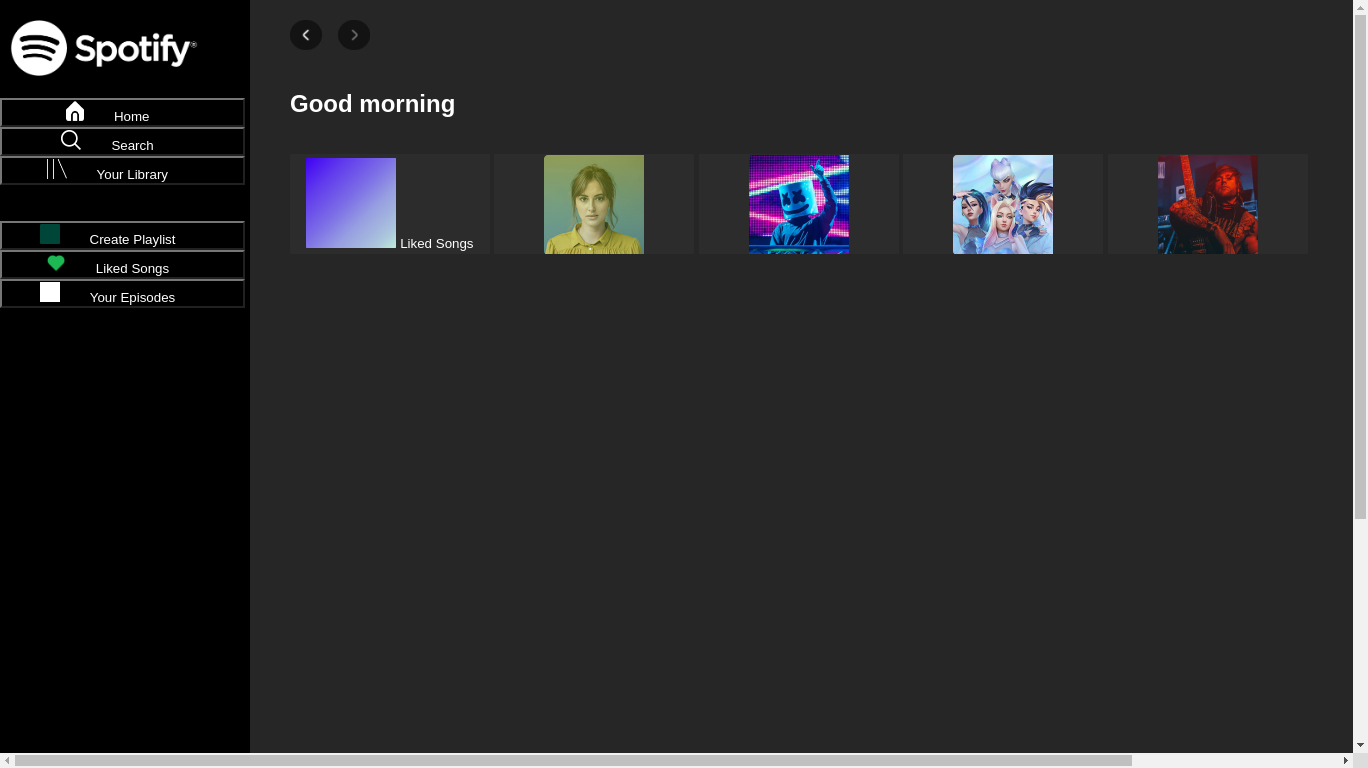 Spotify®
Home
Search
Your Library
Create Playlist
Liked Songs
Your Episodes
Good morning
Liked Songs